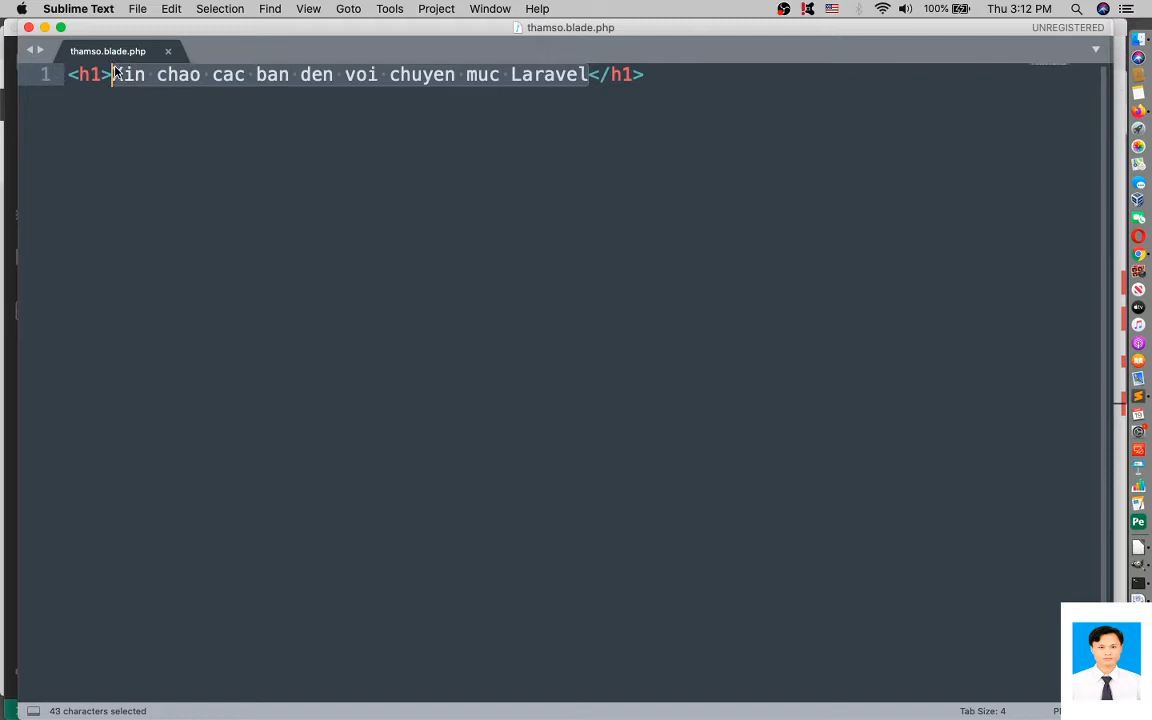 Sublime Text File Edit Selection Find View Goto Tools Project Window Help 100% Thu 3:12 PM
thamso.blade.php UNREGISTERED
thamso.blade.php
1 <h1>Xin chao cac ban den voi chuyen muc Laravel</h1>
43 characters selected Tab Size: 4